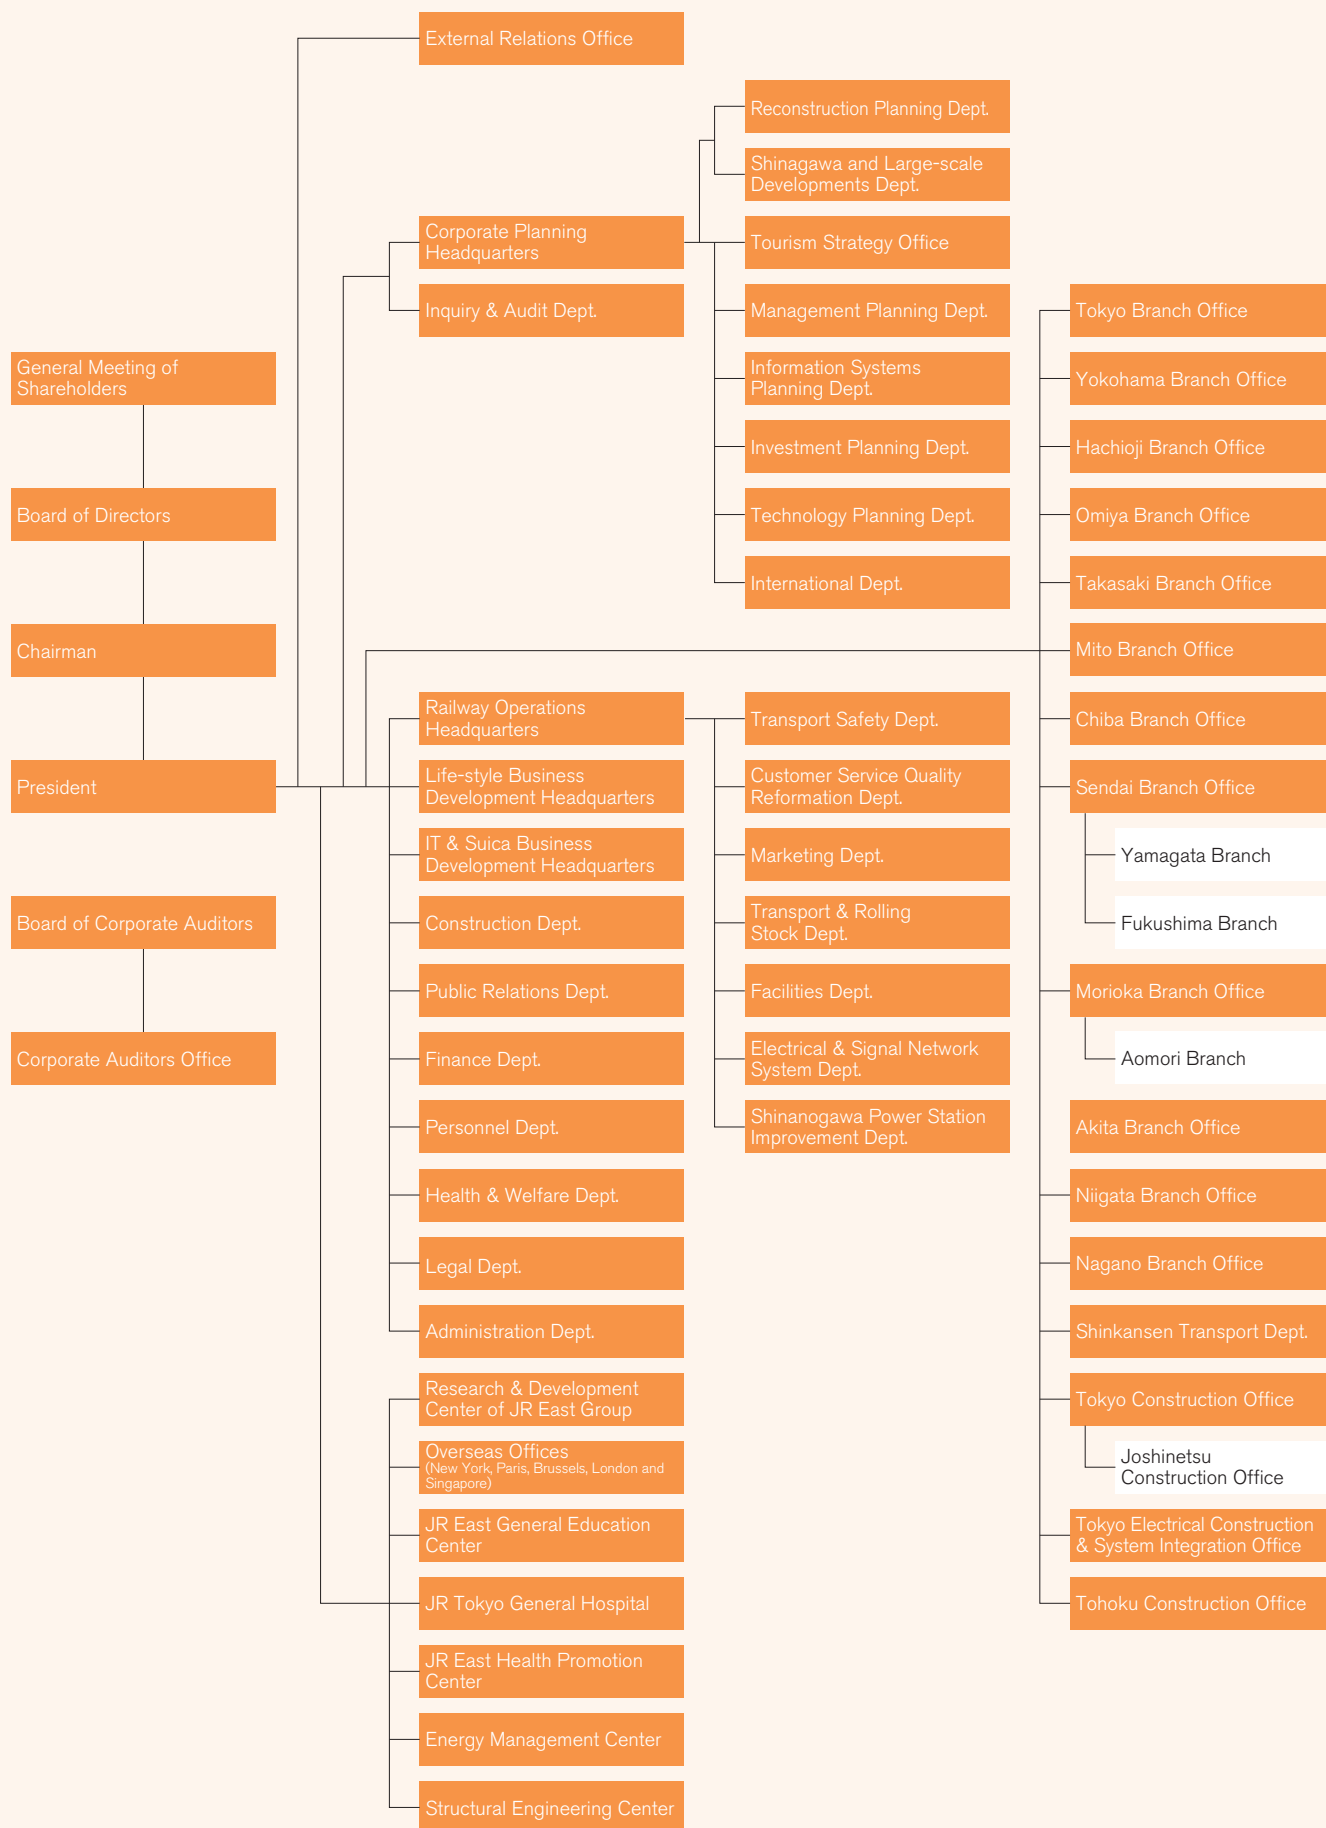 General Meeting of
Shareholders
Board of Directors
Chairman
President
Board of Corporate Auditors
Corporate Auditors Office
External Relations Office
Corporate Planning
Headquarters
Inquiry & Audit Dept.
Railway Operations
Headquarters
Life-style Business
Development Headquarters
IT & Suica Business
Development Headquarters
Construction Dept.
Public Relations Dept.
Finance Dept.
Personnel Dept.
Health & Welfare Dept.
Legal Dept.
Administration Dept.
Research & Development
Center of JR East Group
Overseas Offices
(New York, Paris, Brussels, London and
Singapore)
JR East General Education
Center
JR Tokyo General Hospital
JR East Health Promotion
Center
Energy Management Center
Structural Engineering Center
Reconstruction Planning Dept.
Shinagawa and Large-scale
Developments Dept.
Tourism Strategy Office
Management Planning Dept.
Information Systems
Planning Dept.
Investment Planning Dept.
Technology Planning Dept.
International Dept.
Transport Safety Dept.
Customer Service Quality
Reformation Dept.
Marketing Dept.
Transport & Rolling
Stock Dept.
Facilities Dept.
Electrical & Signal Network
System Dept.
Shinanogawa Power Station
Improvement Dept.
Tokyo Branch Office
Yokohama Branch Office
Hachioji Branch Office
Omiya Branch Office
Takasaki Branch Office
Mito Branch Office
Chiba Branch Office
Sendai Branch Office
Yamagata Branch
Fukushima Branch
Morioka Branch Office
Aomori Branch
Akita Branch Office
Niigata Branch Office
Nagano Branch Office
Shinkansen Transport Dept.
Tokyo Construction Office
Joshinetsu
Construction Office
Tokyo Electrical Construction
& System Integration Office
Tohoku Construction Office